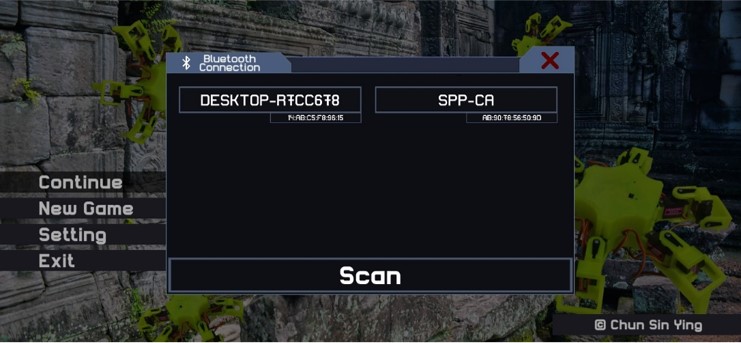 Bluetooth
Connection
DESKTOP-R7CC678
SPP-CA
14:AB:C5:F8:96:15
AB:90:78:56:50:9D
Continue
New Game
Setting
Exit
Scan
© Chun Sin Ying